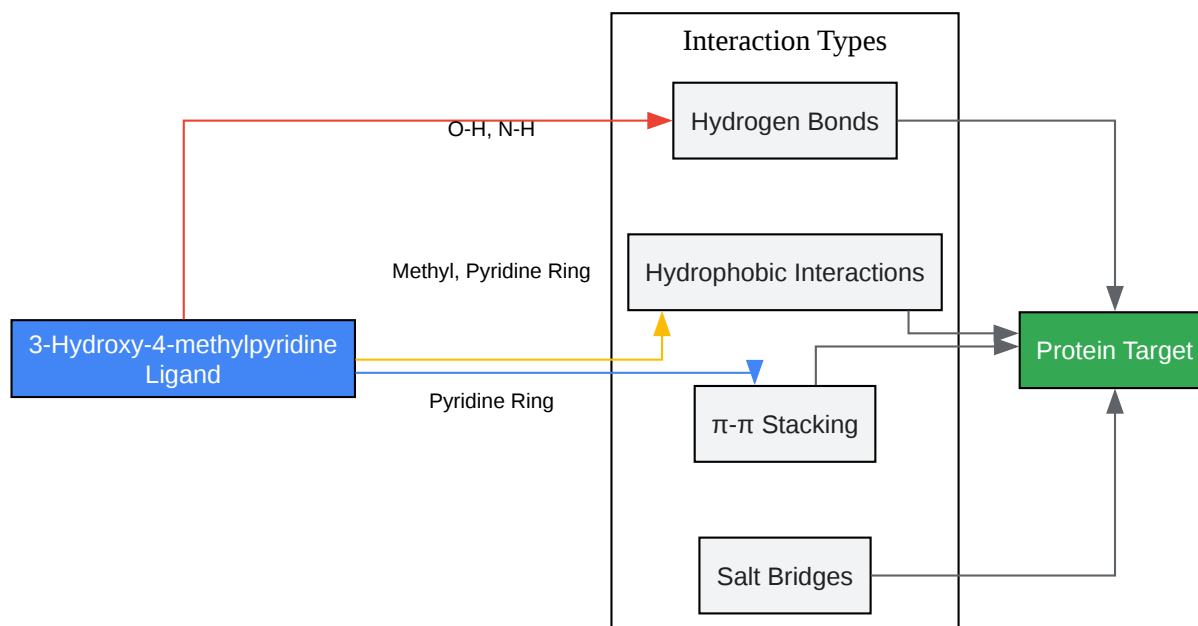 Interaction Types
Hydrogen Bonds
O-H, N-H
Methyl, Pyridine Ring
Hydrophobic Interactions
3-Hydroxy-4-methylpyridine
Ligand
Protein Target
Pyridine Ring
π-π Stacking
Salt Bridges